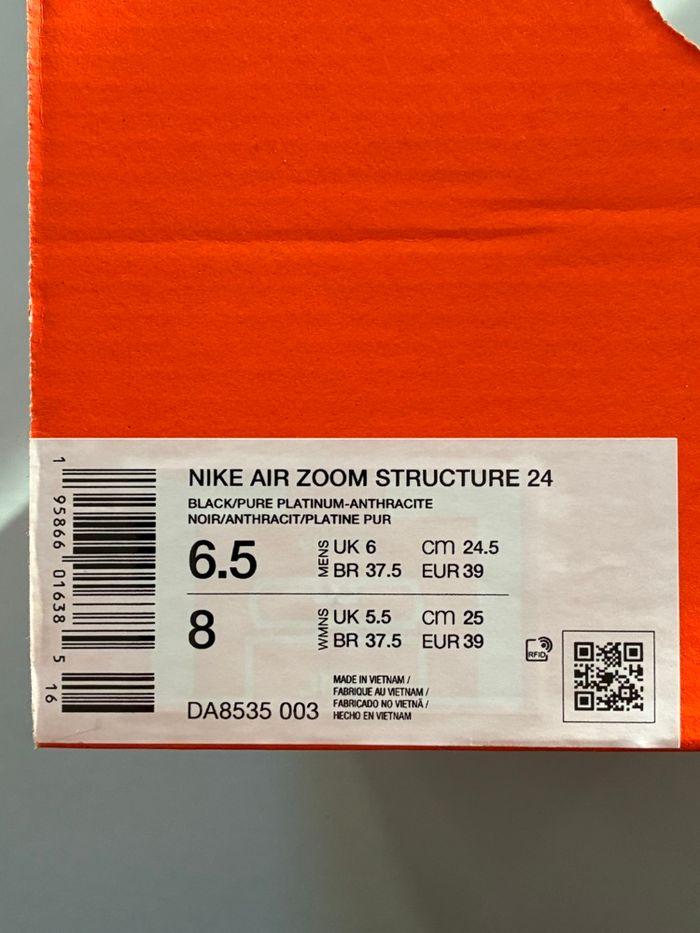 NIKE AIR ZOOM STRUCTURE 24
BLACK/PURE PLATINUM-ANTHRACITE
NOIR/ANTHRACIT/PLATINE PUR
6.5 MENS UK 6 cm 24.5
BR 37.5 EUR 39
8 WMNS UK 5.5 cm 25
BR 37.5 EUR 39
RFID
MADE IN VIETNAM /
FABRIQUE AU VIETNAM /
FABRICADO NO VIETNÃ /
HECHO EN VIETNAM
DA8535 003
1 95866 01638 5 16